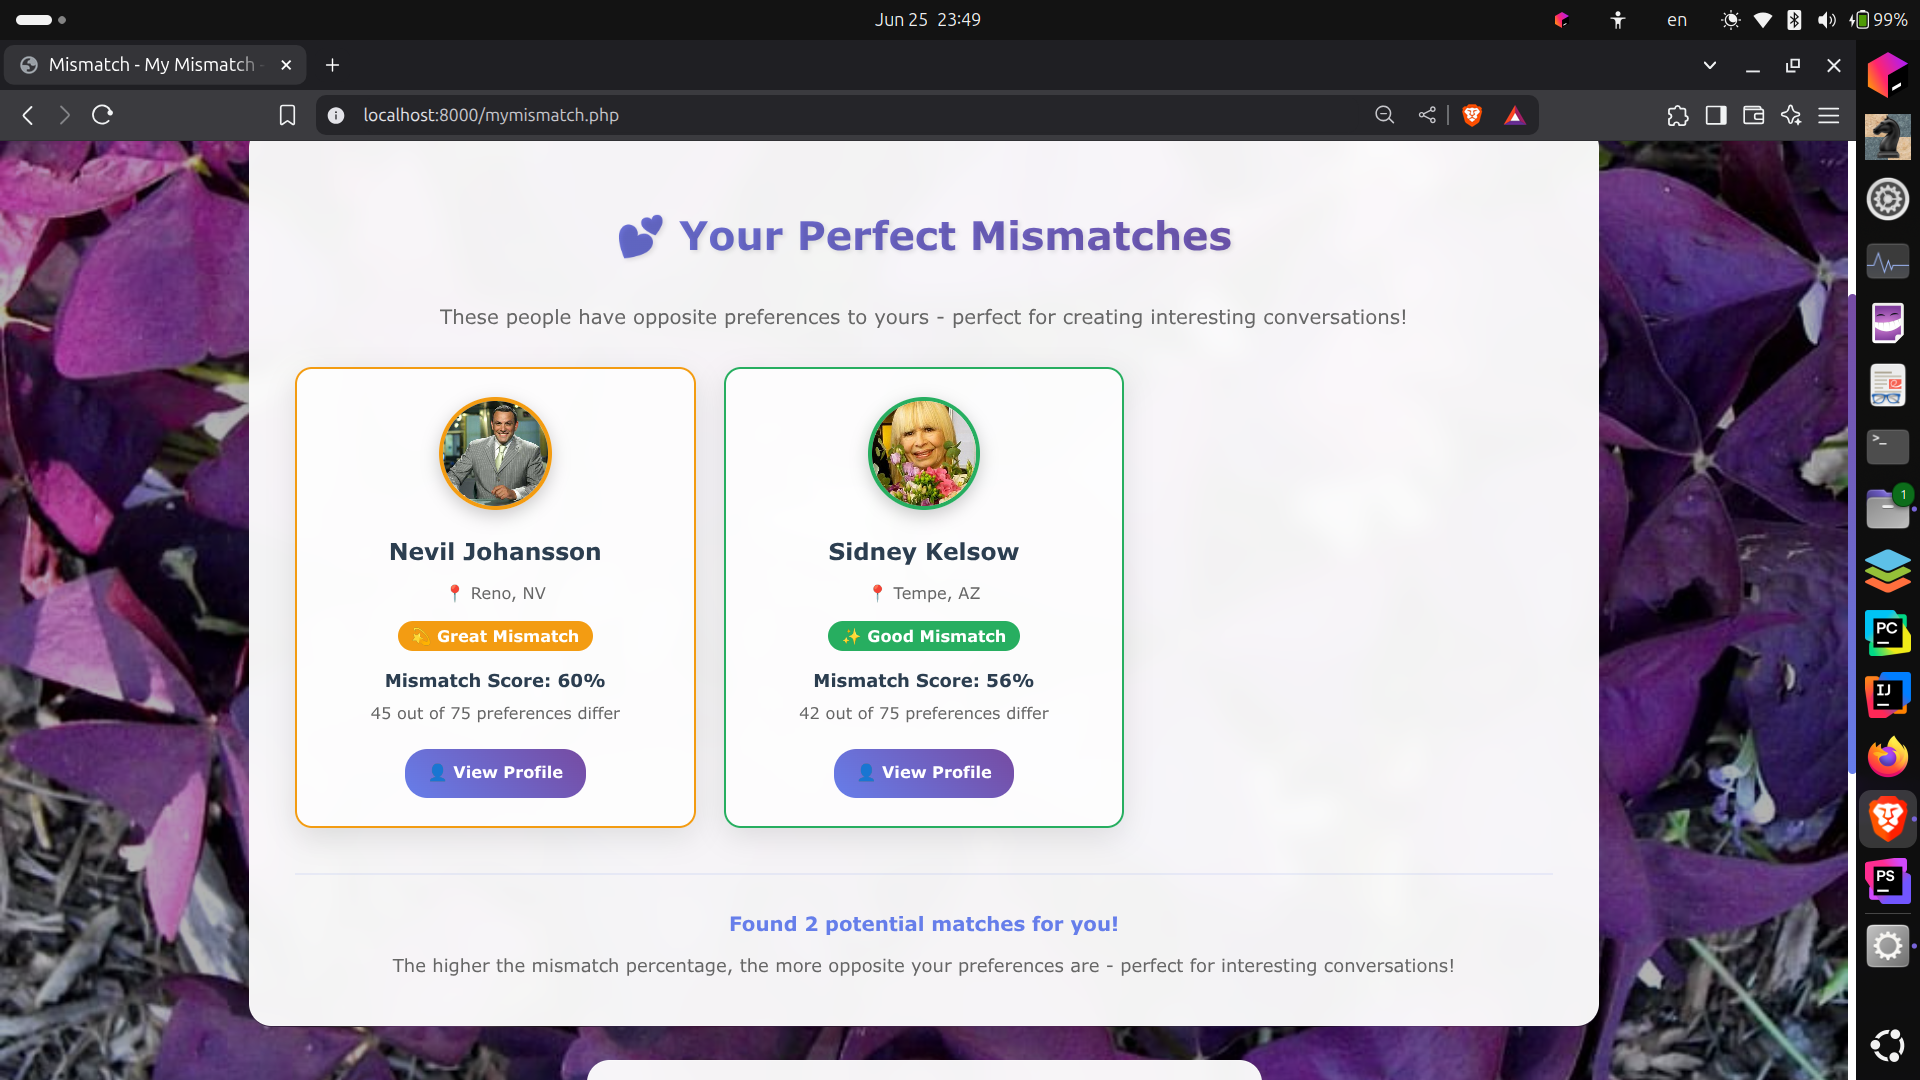 Jun 25 23:49
en
99%
Mismatch - My Mismatch -
localhost:8000/mymismatch.php
💕 Your Perfect Mismatches
These people have opposite preferences to yours - perfect for creating interesting conversations!
Nevil Johansson
📍 Reno, NV
💫 Great Mismatch
Mismatch Score: 60%
45 out of 75 preferences differ
👤 View Profile
Sidney Kelsow
📍 Tempe, AZ
✨ Good Mismatch
Mismatch Score: 56%
42 out of 75 preferences differ
👤 View Profile
Found 2 potential matches for you!
The higher the mismatch percentage, the more opposite your preferences are - perfect for interesting conversations!
1
PC
IJ
PS